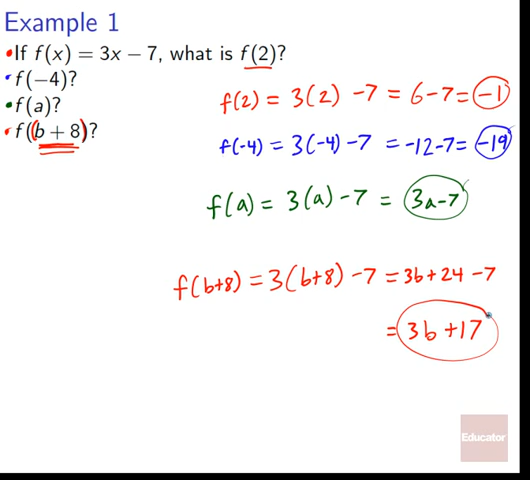 Example 1
•If f(x) = 3x − 7, what is f(2)?
•f(−4)?
•f(a)?
•f((b + 8)?
f(2) = 3(2) -7 = 6-7= -1
f(-4) = 3(-4) -7 = -12-7= -19
f(a) = 3(a) -7 = 3a-7
f(b+8) = 3(b+8) -7 = 3b+24 -7
= 3b +17
Educator